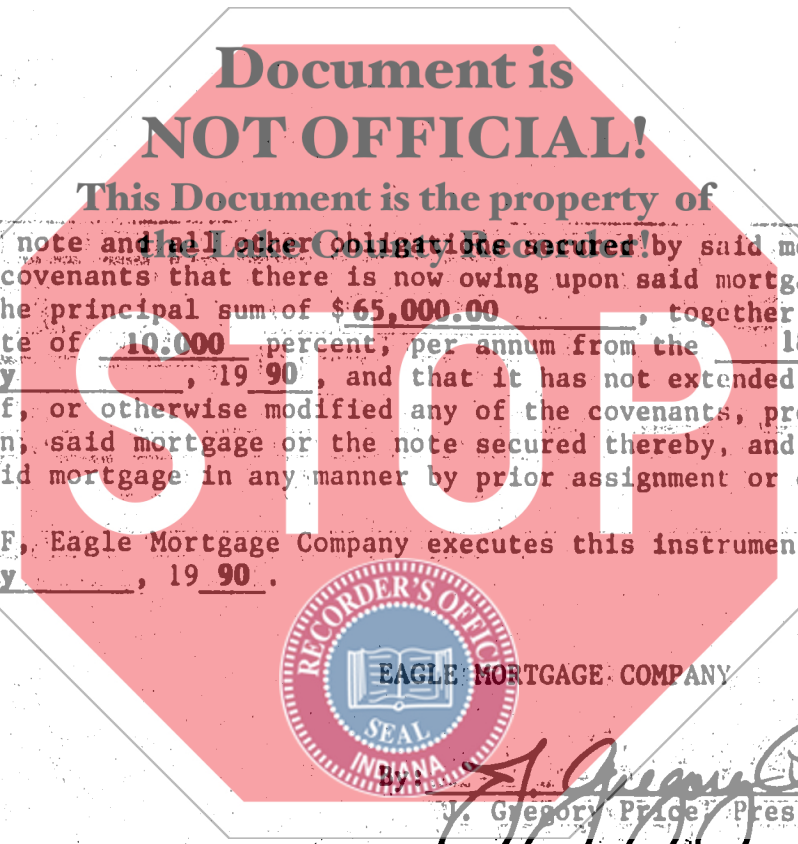 Document is
NOT OFFICIAL!
This Document is the property of
the Lake County Recorder!
note and all other obligations secured by said
covenants that there is now owing upon said
he principal sum of $ 65,000.00, together
te of 10.000 percent, per annum from the 18
y, 19 90, and that it has not extended
f, or otherwise modified any of the covenants,
n, said mortgage or the note secured thereby, and
id mortgage in any manner by prior assignment or
F, Eagle Mortgage Company executes this instrumen
y, 19 90.
STOP
RECORDER'S OFFICE
EAGLE MORTGAGE COMPANY
SEAL
INDIANA
By:
J. Gregory Price, Pres